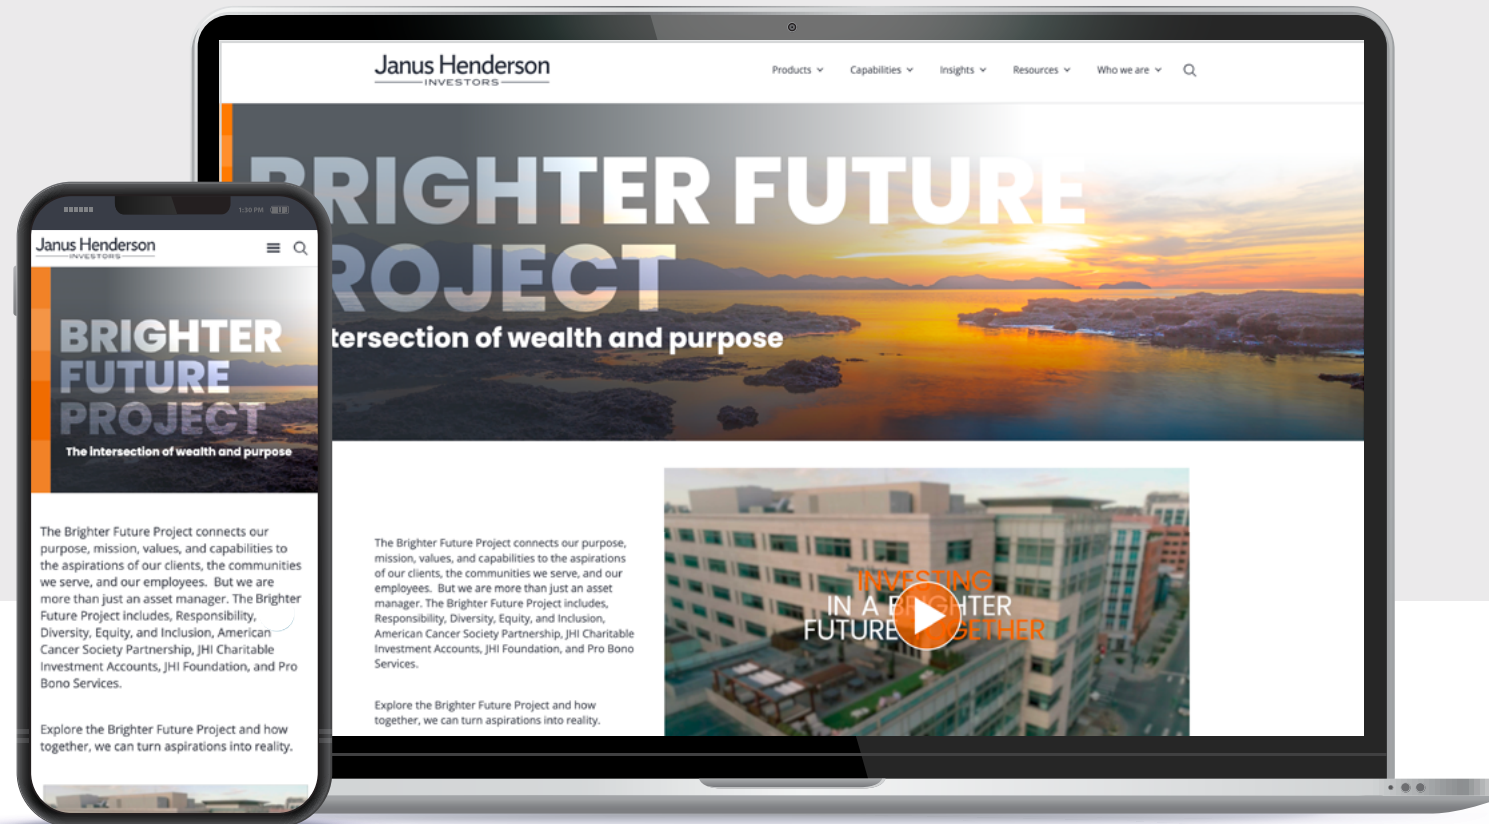 Janus Henderson
INVESTORS
Products
Capabilities
Insights
Resources
Who we are
BRIGHTER FUTURE
PROJECT
tersection of wealth and purpose
The Brighter Future Project connects our purpose,
mission, values, and capabilities to the aspirations
of our clients, the communities we serve, and our
employees.  But we are more than just an asset
manager. The Brighter Future Project includes,
Responsibility, Diversity, Equity, and Inclusion,
American Cancer Society Partnership, JHI Charitable
Investment Accounts, JHI Foundation, and Pro Bono
Services.
Explore the Brighter Future Project and how
together, we can turn aspirations into reality.
INVESTING
IN A BRIGHTER
FUTURE TOGETHER
1:30 PM
Janus Henderson
INVESTORS
BRIGHTER
FUTURE
PROJECT
The intersection of wealth and purpose
The Brighter Future Project connects our
purpose, mission, values, and capabilities to
the aspirations of our clients, the communities
we serve, and our employees.  But we are
more than just an asset manager. The Brighter
Future Project includes, Responsibility,
Diversity, Equity, and Inclusion, American
Cancer Society Partnership, JHI Charitable
Investment Accounts, JHI Foundation, and Pro
Bono Services.
Explore the Brighter Future Project and how
together, we can turn aspirations into reality.